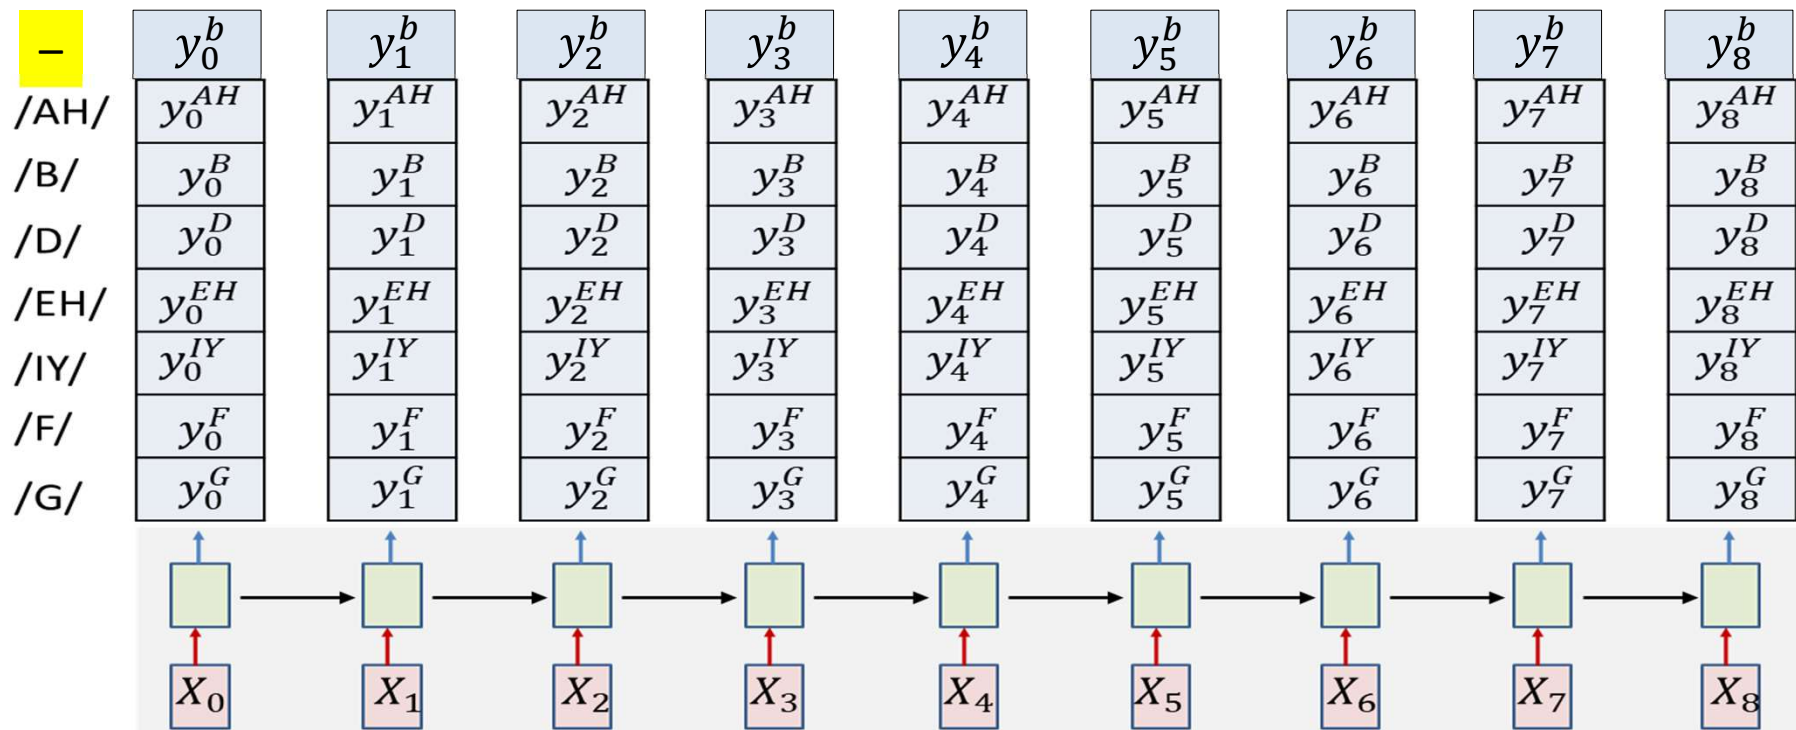 – y_0^b y_1^b y_2^b y_3^b y_4^b y_5^b y_6^b y_7^b y_8^b
/AH/ y_0^{AH} y_1^{AH} y_2^{AH} y_3^{AH} y_4^{AH} y_5^{AH} y_6^{AH} y_7^{AH} y_8^{AH}
/B/ y_0^B y_1^B y_2^B y_3^B y_4^B y_5^B y_6^B y_7^B y_8^B
/D/ y_0^D y_1^D y_2^D y_3^D y_4^D y_5^D y_6^D y_7^D y_8^D
/EH/ y_0^{EH} y_1^{EH} y_2^{EH} y_3^{EH} y_4^{EH} y_5^{EH} y_6^{EH} y_7^{EH} y_8^{EH}
/IY/ y_0^{IY} y_1^{IY} y_2^{IY} y_3^{IY} y_4^{IY} y_5^{IY} y_6^{IY} y_7^{IY} y_8^{IY}
/F/ y_0^F y_1^F y_2^F y_3^F y_4^F y_5^F y_6^F y_7^F y_8^F
/G/ y_0^G y_1^G y_2^G y_3^G y_4^G y_5^G y_6^G y_7^G y_8^G
X_0 X_1 X_2 X_3 X_4 X_5 X_6 X_7 X_8